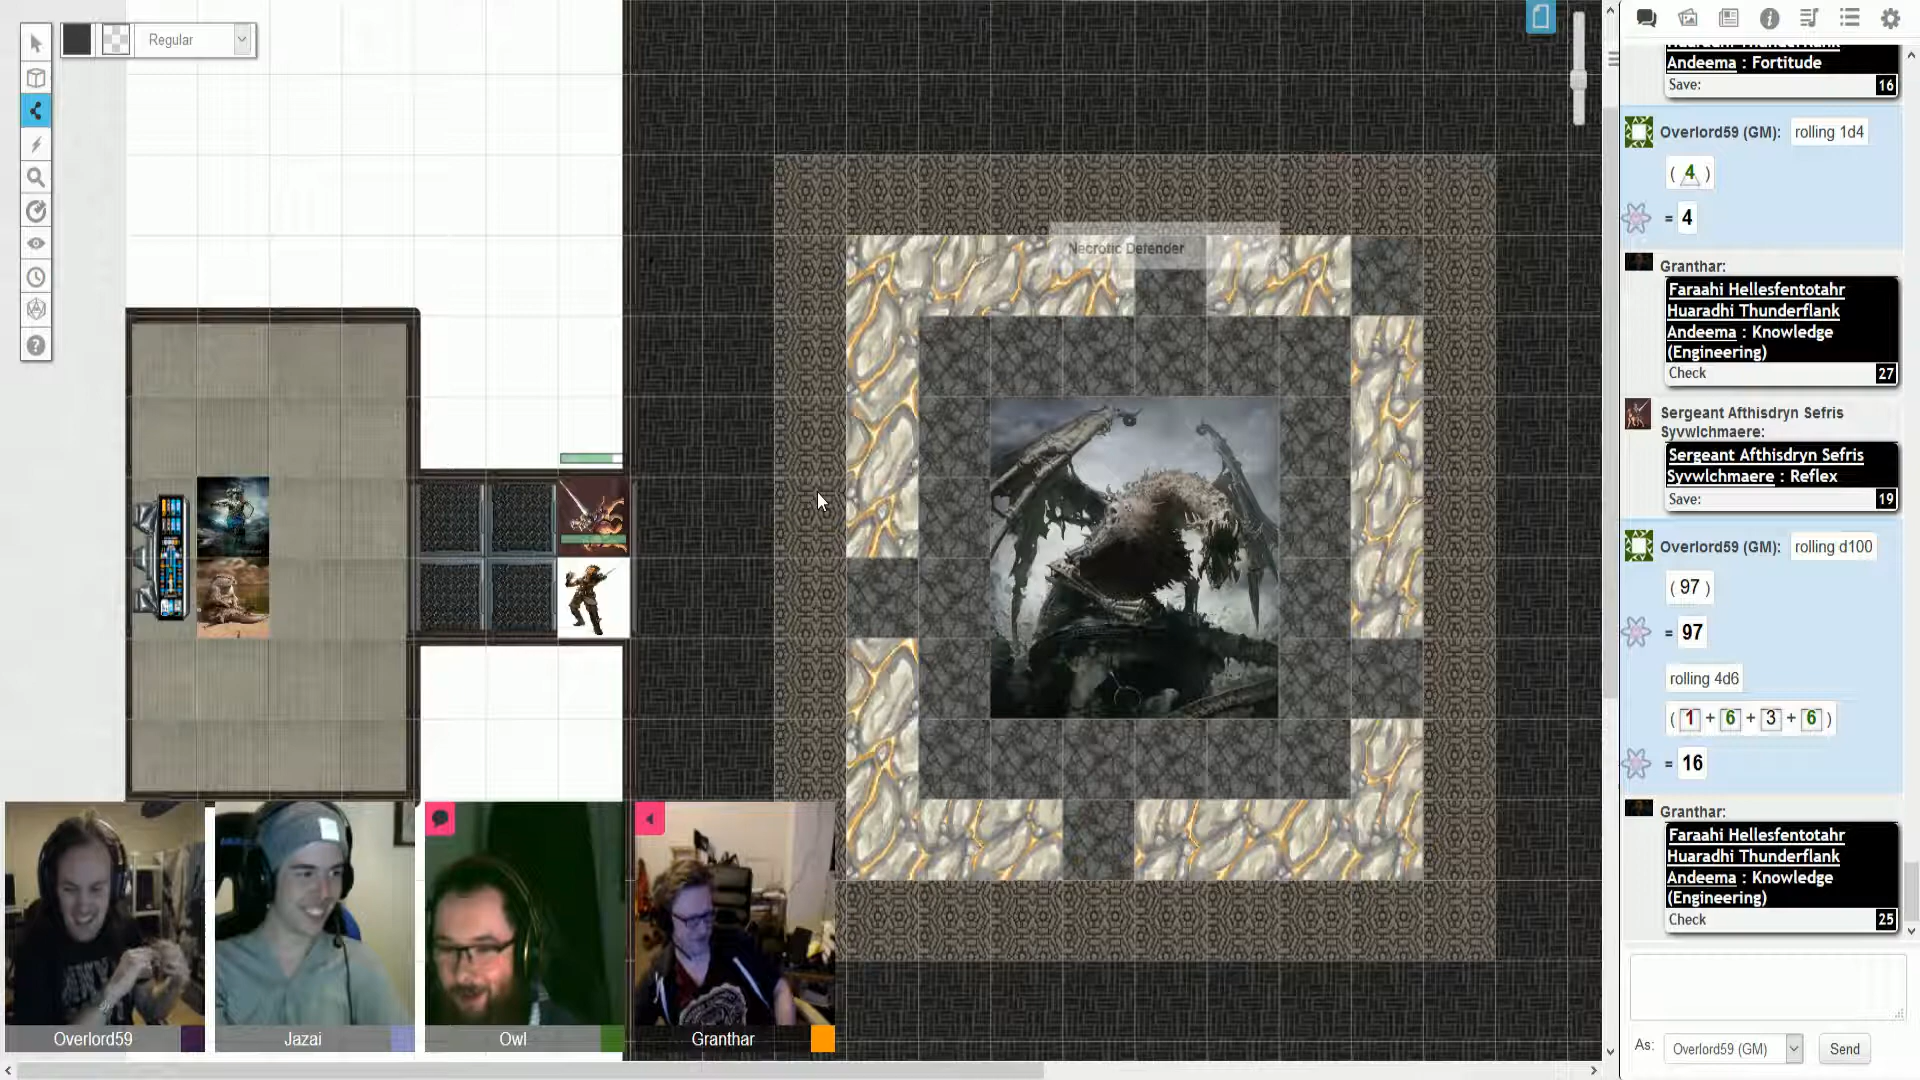 Regular
Necrotic Defender
Overlord59
Jazai
Owl
Granthar
Andeema : Fortitude
Save:
16
Overlord59 (GM):
rolling 1d4
( 4 )
= 4
Granthar:
Faraahi Hellesfentotahr
Huaradhi Thunderflank
Andeema : Knowledge
(Engineering)
Check
27
Sergeant Afthisdryn Sefris
Syvwlchmaere:
Sergeant Afthisdryn Sefris
Syvwlchmaere : Reflex
Save:
19
Overlord59 (GM):
rolling d100
( 97 )
= 97
rolling 4d6
( 1 + 6 + 3 + 6 )
= 16
Granthar:
Faraahi Hellesfentotahr
Huaradhi Thunderflank
Andeema : Knowledge
(Engineering)
Check
25
As:
Overlord59 (GM)
Send